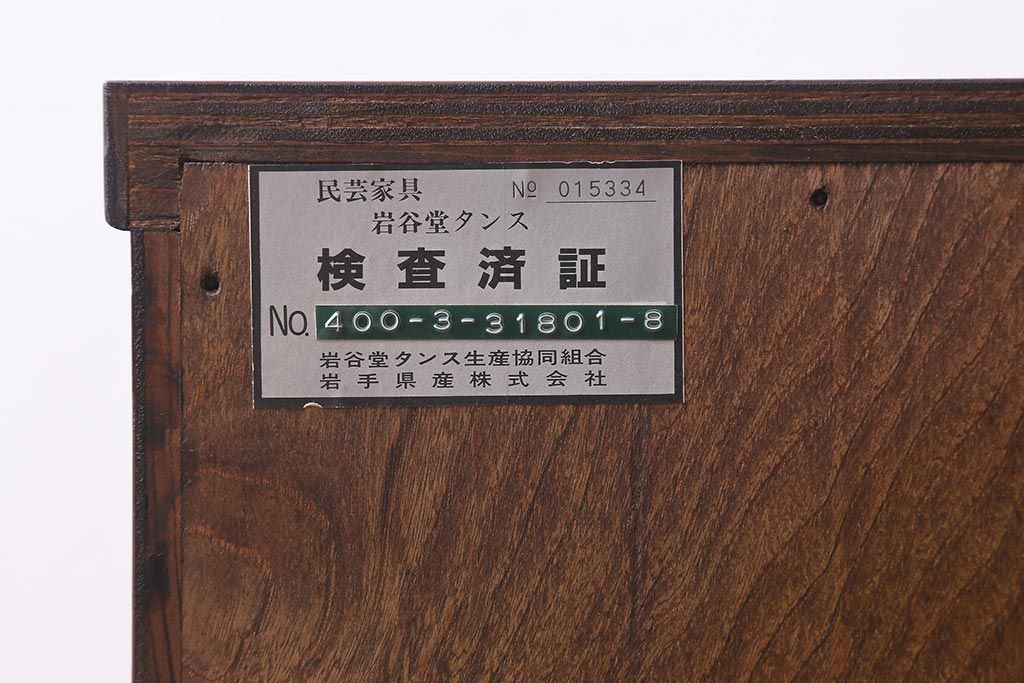 民芸家具 No 015334
岩谷堂タンス
検査済証
No. 400-3-31801-8
岩谷堂タンス生産協同組合
岩手県産株式会社